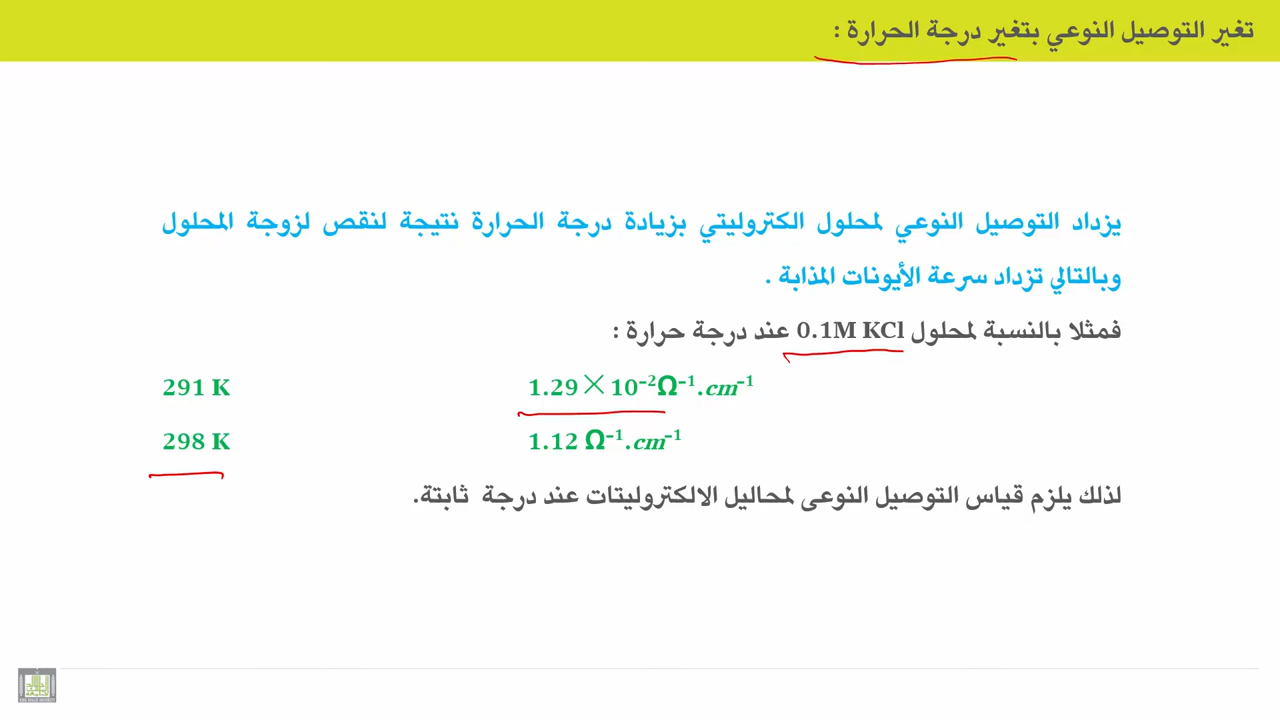 تغير التوصيل النوعي بتغير درجة الحرارة :
يزداد التوصيل النوعي لمحلول الكتروليتي بزيادة درجة الحرارة نتيجة لنقص لزوجة المحلول
وبالتالي تزداد سرعة الأيونات المذابة .
فمثلا بالنسبة لمحلول 0.1M KCl عند درجة حرارة :
291 K 1.29×10⁻²Ω⁻¹.cm⁻¹
298 K 1.12 Ω⁻¹.cm⁻¹
لذلك يلزم قياس التوصيل النوعى لمحاليل الالكتروليتات عند درجة ثابتة.